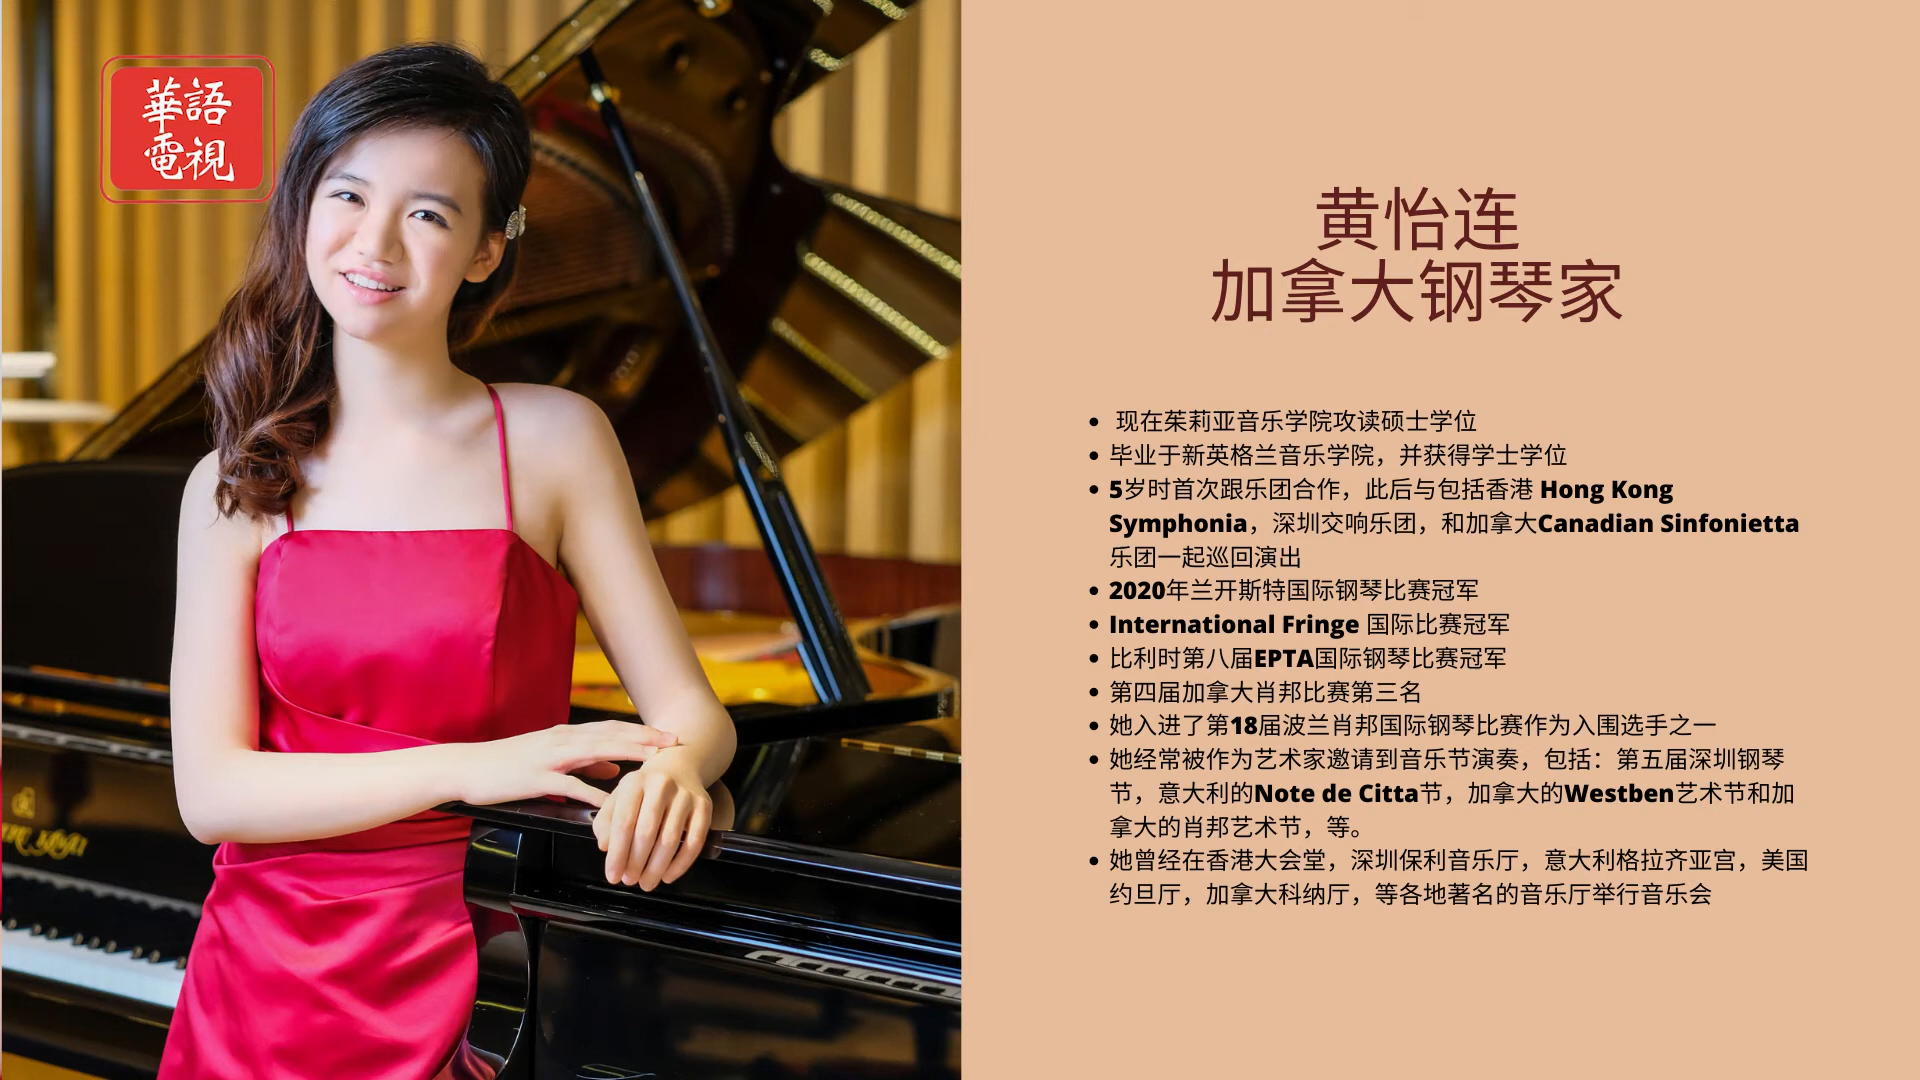 華語
電視
黄怡连
加拿大钢琴家
现在茱莉亚音乐学院攻读硕士学位
毕业于新英格兰音乐学院，并获得学士学位
5岁时首次跟乐团合作，此后与包括香港 Hong Kong
Symphonia，深圳交响乐团，和加拿大Canadian Sinfonietta
乐团一起巡回演出
2020年兰开斯特国际钢琴比赛冠军
International Fringe 国际比赛冠军
比利时第八届EPTA国际钢琴比赛冠军
第四届加拿大肖邦比赛第三名
她入进了第18届波兰肖邦国际钢琴比赛作为入围选手之一
她经常被作为艺术家邀请到音乐节演奏，包括：第五届深圳钢琴
节，意大利的Note de Citta节，加拿大的Westben艺术节和加
拿大的肖邦艺术节，等。
她曾经在香港大会堂，深圳保利音乐厅，意大利格拉齐亚宫，美国
约旦厅，加拿大科纳厅，等各地著名的音乐厅举行音乐会